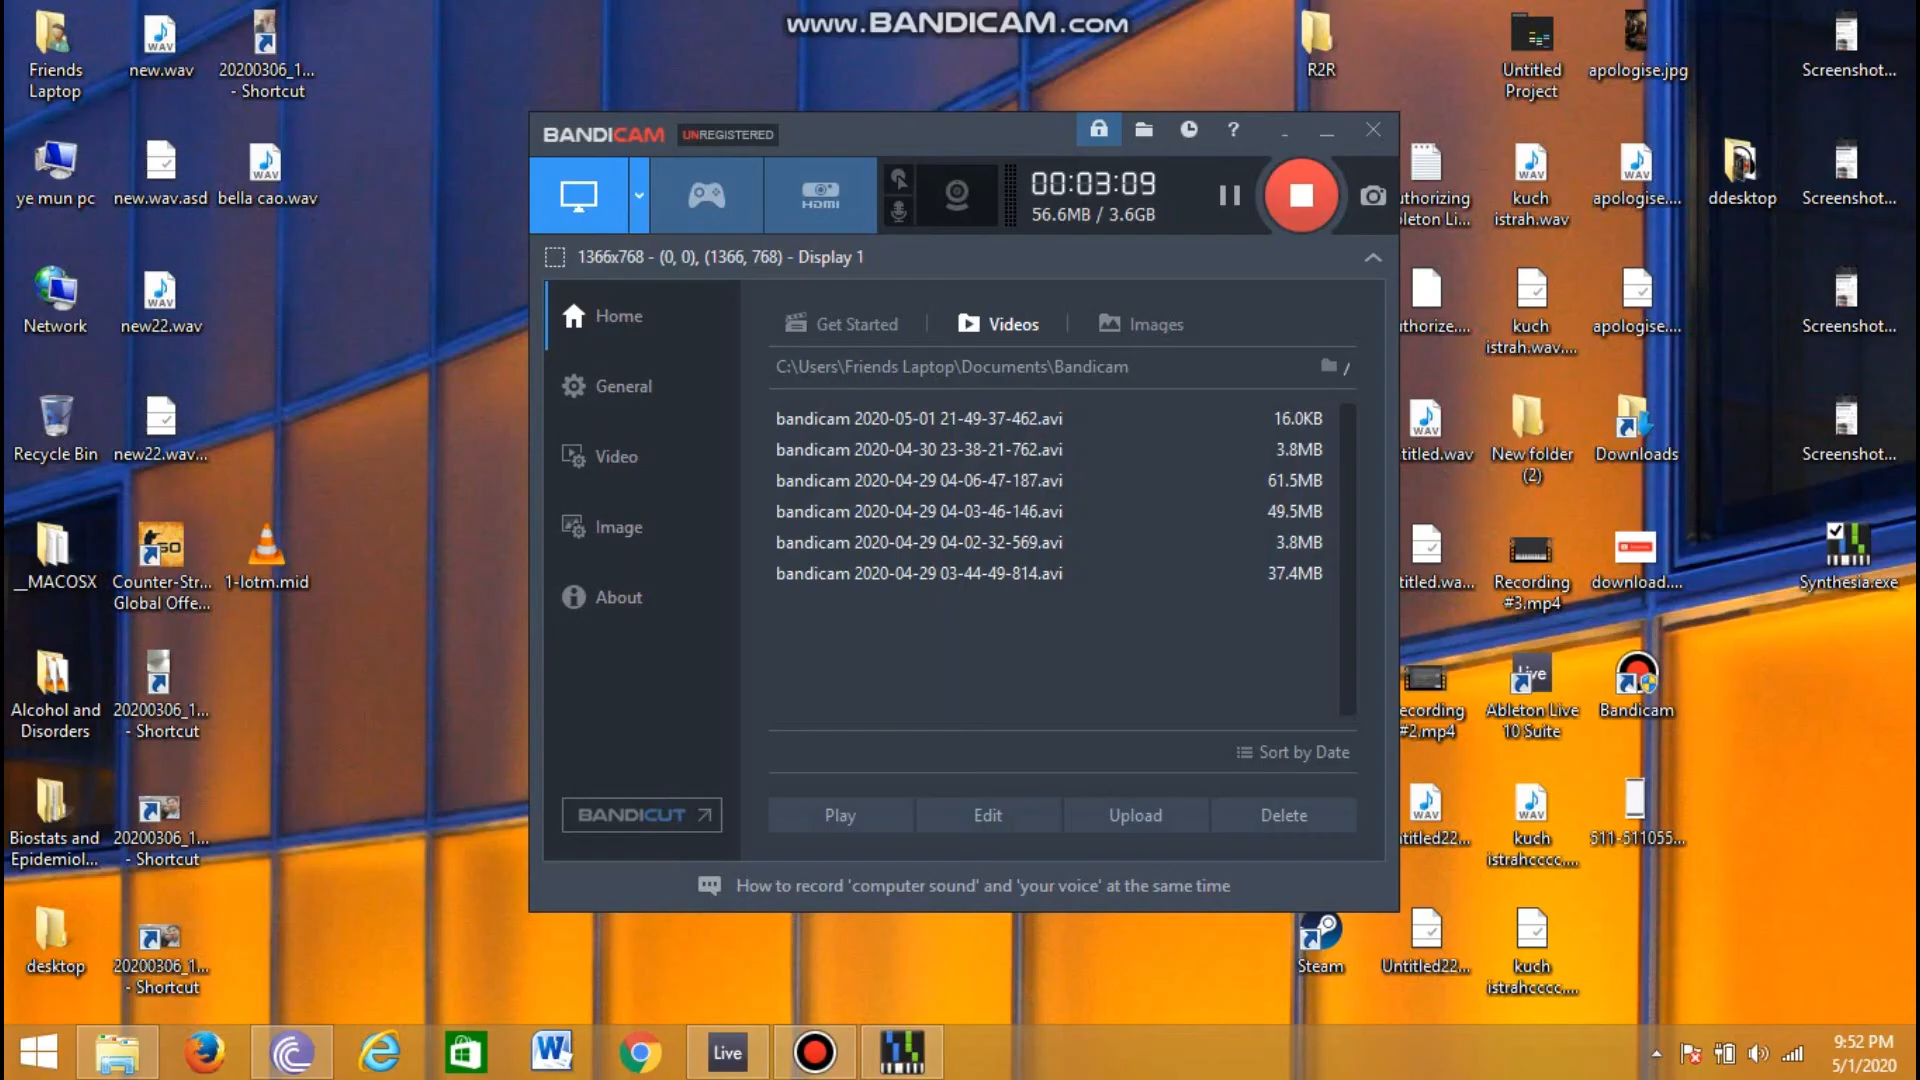 www.BANDICAM.com
Friends
Laptop
new.wav
20200306_1...
- Shortcut
R2R
Untitled
Project
apologise.jpg
Screenshot...
ye mun pc
new.wav.asd
bella cao.wav
uthorizing
bleton Li...
kuch
istrah.wav
apologise....
ddesktop
Screenshot...
Network
new22.wav
uthorize....
kuch
istrah.wav....
apologise....
Screenshot...
Recycle Bin
new22.wav...
titled.wav
New folder
(2)
Downloads
Screenshot...
__MACOSX
Counter-Str...
Global Offe...
1-lotm.mid
titled.wa...
Recording
#3.mp4
download....
Synthesia.exe
Alcohol and
Disorders
20200306_1...
- Shortcut
ecording
#2.mp4
Ableton Live
10 Suite
Bandicam
Biostats and
Epidemiol...
20200306_1...
- Shortcut
titled22...
kuch
istrahcccc....
511-511055...
desktop
20200306_1...
- Shortcut
Steam
Untitled22...
kuch
istrahcccc....
BANDICAM UNREGISTERED
?
HDMI
00:03:09
56.6MB / 3.6GB
1366x768 - (0, 0), (1366, 768) - Display 1
Home
General
Video
Image
About
BANDICUT
Get Started
Videos
Images
C:\Users\Friends Laptop\Documents\Bandicam
bandicam 2020-05-01 21-49-37-462.avi 16.0KB
bandicam 2020-04-30 23-38-21-762.avi 3.8MB
bandicam 2020-04-29 04-06-47-187.avi 61.5MB
bandicam 2020-04-29 04-03-46-146.avi 49.5MB
bandicam 2020-04-29 04-02-32-569.avi 3.8MB
bandicam 2020-04-29 03-44-49-814.avi 37.4MB
Sort by Date
Play
Edit
Upload
Delete
How to record 'computer sound' and 'your voice' at the same time
Live
9:52 PM
5/1/2020